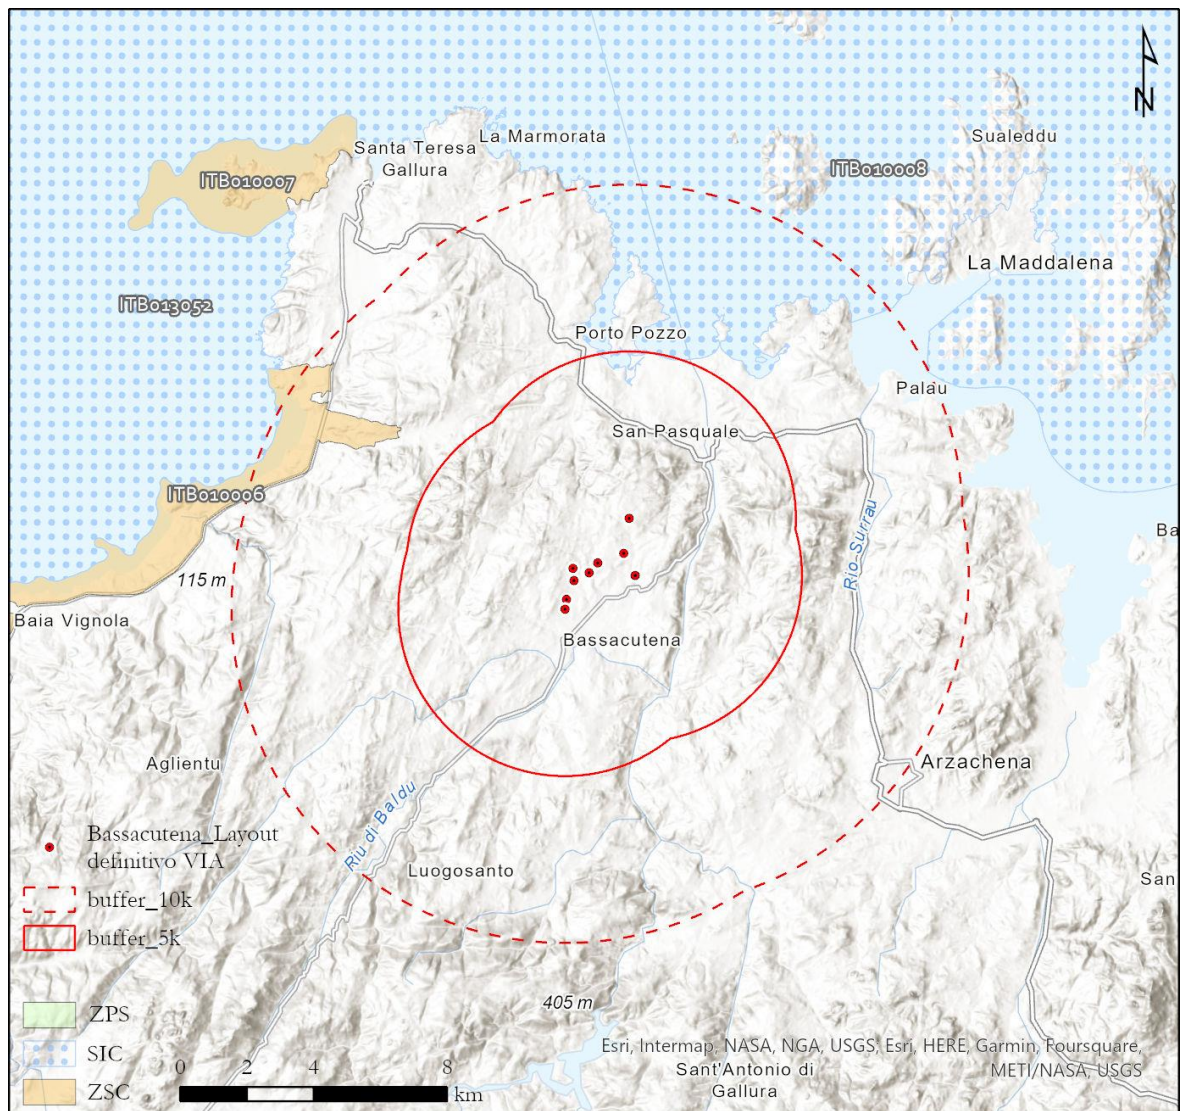 N
La Marmorata
Sualeddu
Santa Teresa
Gallura
ITB010007
ITB010008
La Maddalena
ITB013052
Porto Pozzo
Palau
San Pasquale
ITB010006
Rio Surrau
Ba
115 m
Baia Vignola
Bassacutena
Aglientu
Arzachena
Riu di Baldu
Luogosanto
San
Bassacutena_Layout
definitivo VIA
buffer_10k
buffer_5k
405 m
ZPS
SIC
ZSC
0 2 4 8
km
Esri, Intermap, NASA, NGA, USGS; Esri, HERE, Garmin, Foursquare,
METI/NASA, USGS
Sant'Antonio di
Gallura